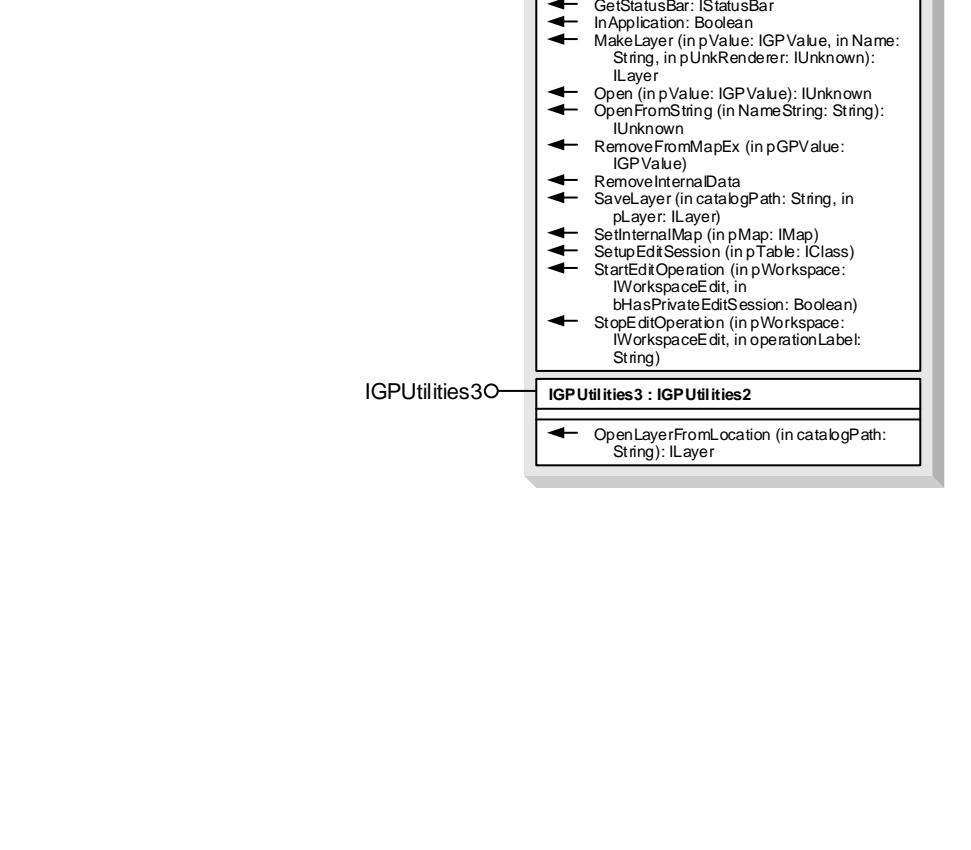 GetStatusBar: IStatusBar
InApplication: Boolean
MakeLayer (in pValue: IGPValue, in Name:
String, in pUnkRenderer: IUnknown):
ILayer
Open (in pValue: IGPValue): IUnknown
OpenFromString (in NameString: String):
IUnknown
RemoveFromMapEx (in pGPValue:
IGPValue)
RemoveInternalData
SaveLayer (in catalogPath: String, in
pLayer: ILayer)
SetInternalMap (in pMap: IMap)
SetupEditSession (in pTable: IClass)
StartEditOperation (in pWorkspace:
IWorkspaceEdit, in
bHasPrivateEditSession: Boolean)
StopEditOperation (in pWorkspace:
IWorkspaceEdit, in operationLabel:
String)
IGPUtilities3
IGPUtilities3 : IGPUtilities2
OpenLayerFromLocation (in catalogPath:
String): ILayer